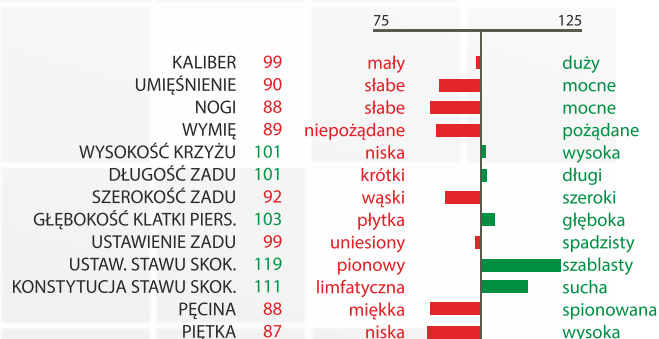 75 125
KALIBER 99 mały duży
UMIĘŚNIENIE 90 słabe mocne
NOGI 88 słabe mocne
WYMIĘ 89 niepożądane pożądane
WYSOKOŚĆ KRZYŻU 101 niska wysoka
DŁUGOŚĆ ZADU 101 krótki długi
SZEROKOŚĆ ZADU 92 wąski szeroki
GŁĘBOKOŚĆ KLATKI PIERS. 103 płytka głęboka
USTAWIENIE ZADU 99 uniesiony spadzisty
USTAW. STAWU SKOK. 119 pionowy szablasty
KONSTYTUCJA STAWU SKOK. 111 limfatyczna sucha
PĘCINA 88 miękka spionowana
PIĘTKA 87 niska wysoka